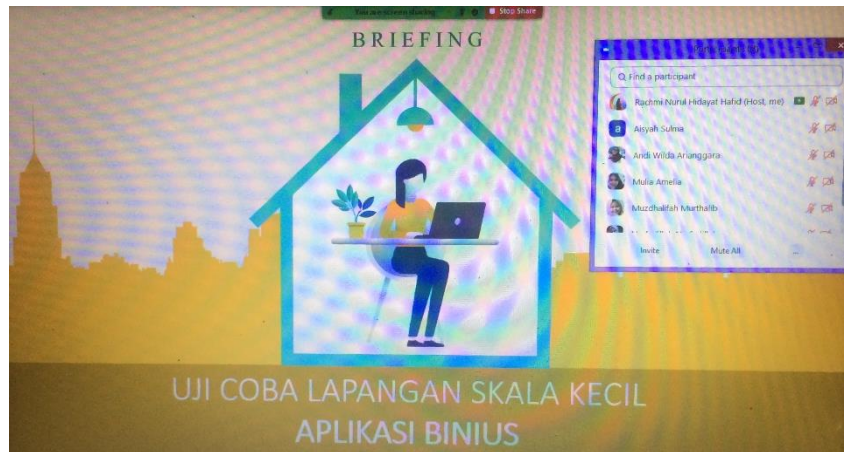 Stop Share
BRIEFING
Find a participant
Rachmi Nurul Hidayat Hafid (Host, me)
a Aisyah Sulma
Andi Wilda Arianggara
Mulia Amelia
Muzdhalifah Murthalib
Invite Mute All
UJI COBA LAPANGAN SKALA KECIL
APLIKASI BINIUS